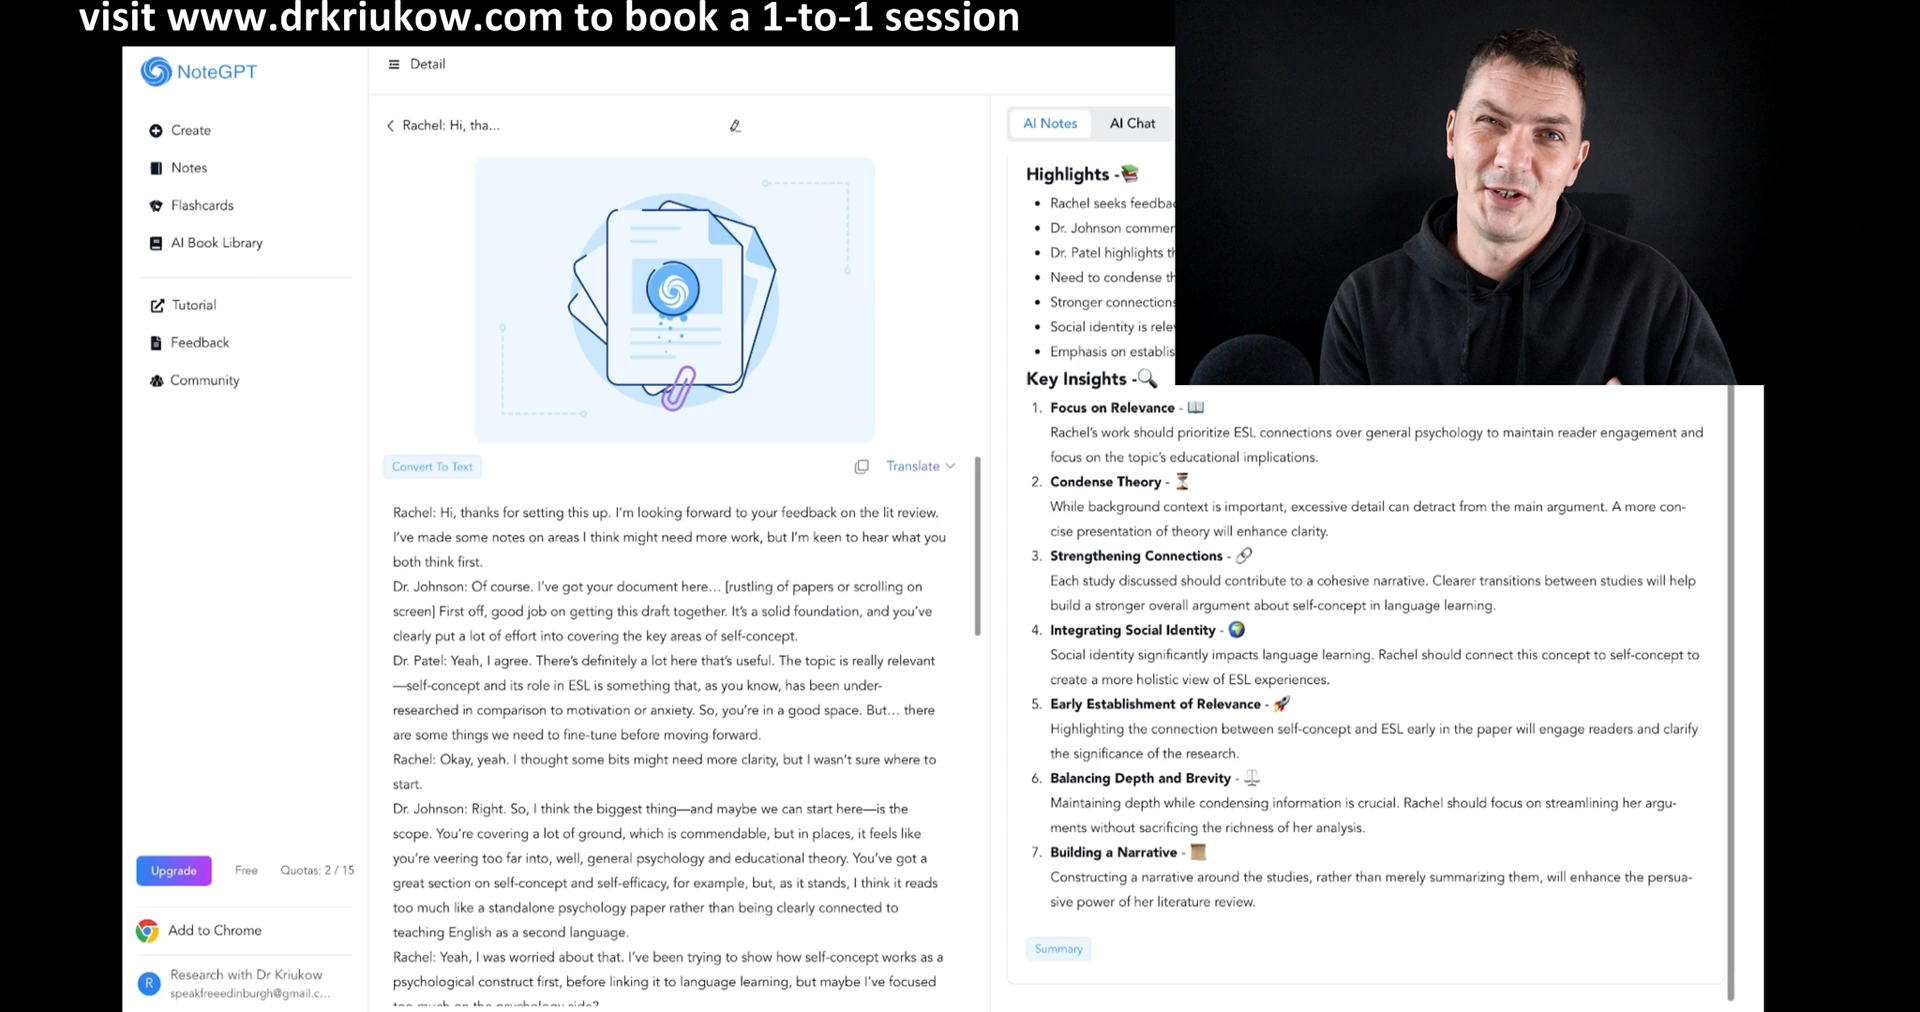 visit www.drkriukow.com to book a 1-to-1 session
NoteGPT
Create
Notes
Flashcards
AI Book Library
Tutorial
Feedback
Community
Upgrade
Free
Quotas: 2 / 15
Add to Chrome
R
Research with Dr Kriukow
speakfreeedinburgh@gmail.c...
Detail
Rachel: Hi, tha...
Convert To Text
Translate
Rachel: Hi, thanks for setting this up. I'm looking forward to your feedback on the lit review.
I've made some notes on areas I think might need more work, but I'm keen to hear what you
both think first.
Dr. Johnson: Of course. I've got your document here... [rustling of papers or scrolling on
screen] First off, good job on getting this draft together. It's a solid foundation, and you've
clearly put a lot of effort into covering the key areas of self-concept.
Dr. Patel: Yeah, I agree. There's definitely a lot here that's useful. The topic is really relevant
—self-concept and its role in ESL is something that, as you know, has been under-
researched in comparison to motivation or anxiety. So, you're in a good space. But... there
are some things we need to fine-tune before moving forward.
Rachel: Okay, yeah. I thought some bits might need more clarity, but I wasn't sure where to
start.
Dr. Johnson: Right. So, I think the biggest thing—and maybe we can start here—is the
scope. You're covering a lot of ground, which is commendable, but in places, it feels like
you're veering too far into, well, general psychology and educational theory. You've got a
great section on self-concept and self-efficacy, for example, but, as it stands, I think it reads
too much like a standalone psychology paper rather than being clearly connected to
teaching English as a second language.
Rachel: Yeah, I was worried about that. I've been trying to show how self-concept works as a
psychological construct first, before linking it to language learning, but maybe I've focused
too much on the psychology side?
AI Notes
AI Chat
Highlights -
Rachel seeks feedba
Dr. Johnson commer
Dr. Patel highlights th
Need to condense th
Stronger connections
Social identity is rele
Emphasis on establis
Key Insights -
1. Focus on Relevance -
Rachel's work should prioritize ESL connections over general psychology to maintain reader engagement and
focus on the topic's educational implications.
2. Condense Theory -
While background context is important, excessive detail can detract from the main argument. A more con-
cise presentation of theory will enhance clarity.
3. Strengthening Connections -
Each study discussed should contribute to a cohesive narrative. Clearer transitions between studies will help
build a stronger overall argument about self-concept in language learning.
4. Integrating Social Identity -
Social identity significantly impacts language learning. Rachel should connect this concept to self-concept to
create a more holistic view of ESL experiences.
5. Early Establishment of Relevance -
Highlighting the connection between self-concept and ESL early in the paper will engage readers and clarify
the significance of the research.
6. Balancing Depth and Brevity -
Maintaining depth while condensing information is crucial. Rachel should focus on streamlining her argu-
ments without sacrificing the richness of her analysis.
7. Building a Narrative -
Constructing a narrative around the studies, rather than merely summarizing them, will enhance the persua-
sive power of her literature review.
Summary